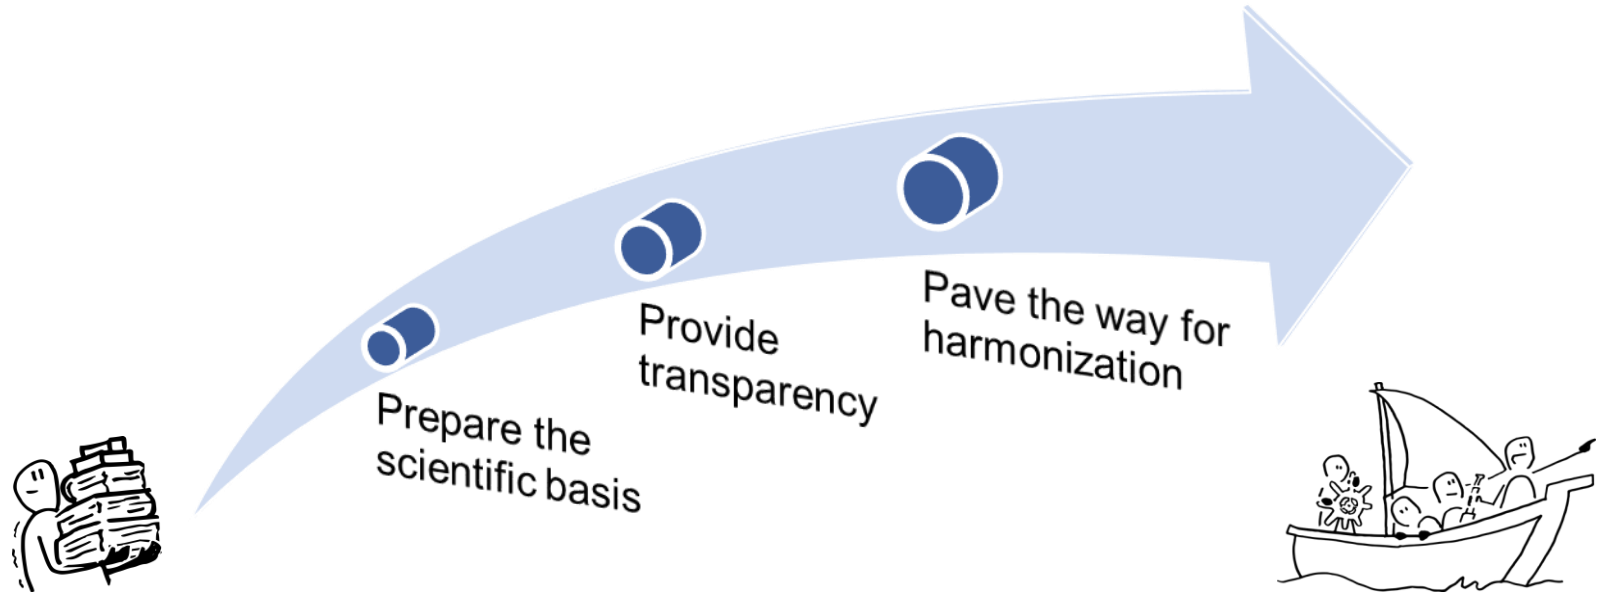 Prepare the
scientific basis
Provide
transparency
Pave the way for
harmonization